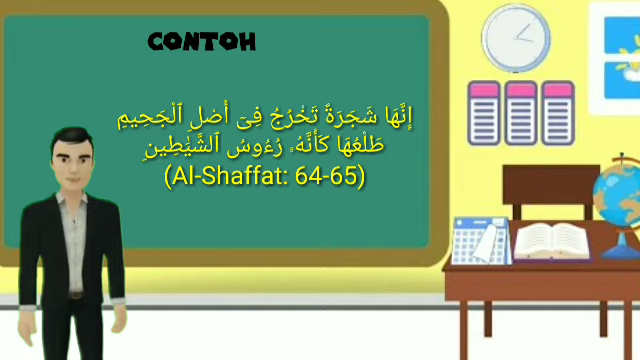 CONTOH
إِنَّهَا شَجَرَةٌ تَخْرُجُ فِىٓ أَصْلِ ٱلْجَحِيمِ
طَلْعُهَا كَأَنَّهُۥ رُءُوسُ ٱلشَّيَٰطِينِ
(Al-Shaffat: 64-65)